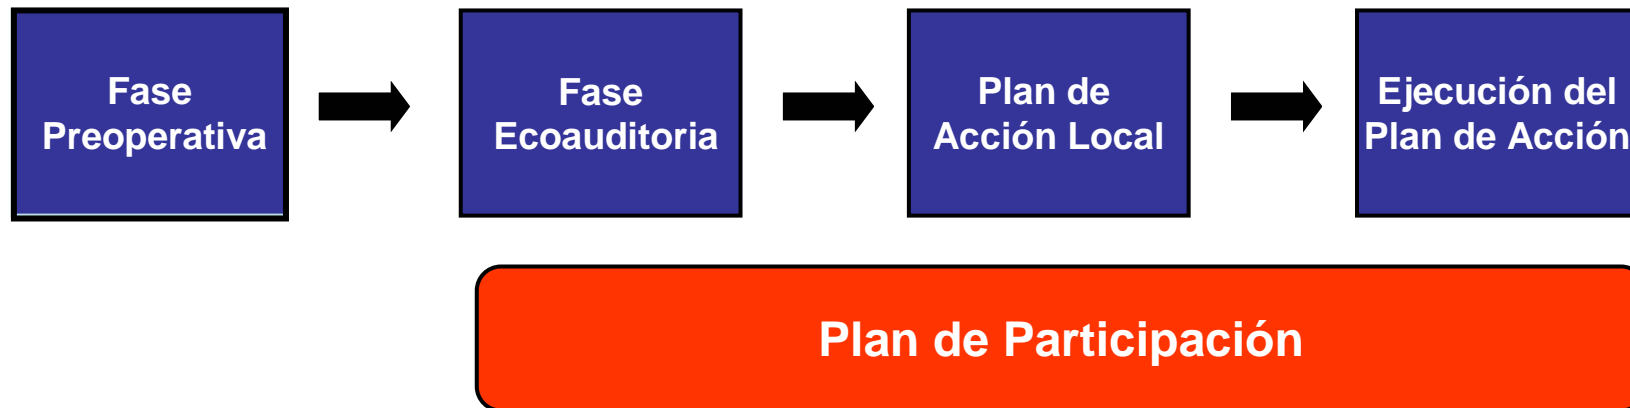 Fase
Preoperativa
Fase
Ecoauditoria
Plan de
Acción Local
Ejecución del
Plan de Acción
Plan de Participación